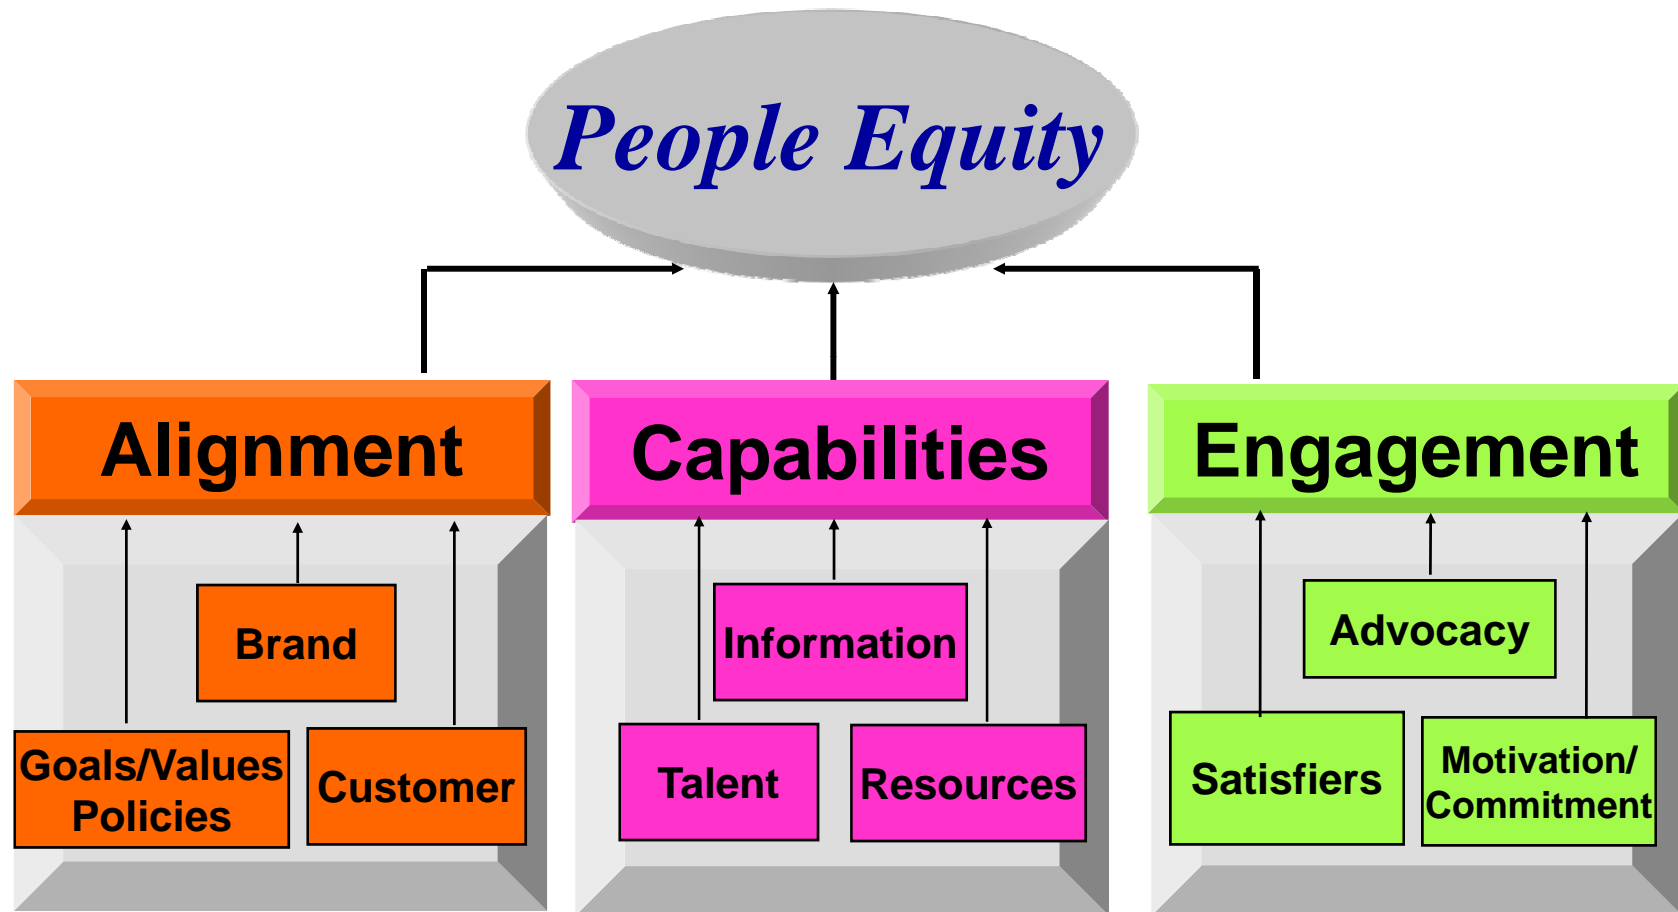 People Equity
Alignment
Capabilities
Engagement
Brand
Goals/Values
Policies
Customer
Information
Talent
Resources
Advocacy
Satisfiers
Motivation/
Commitment